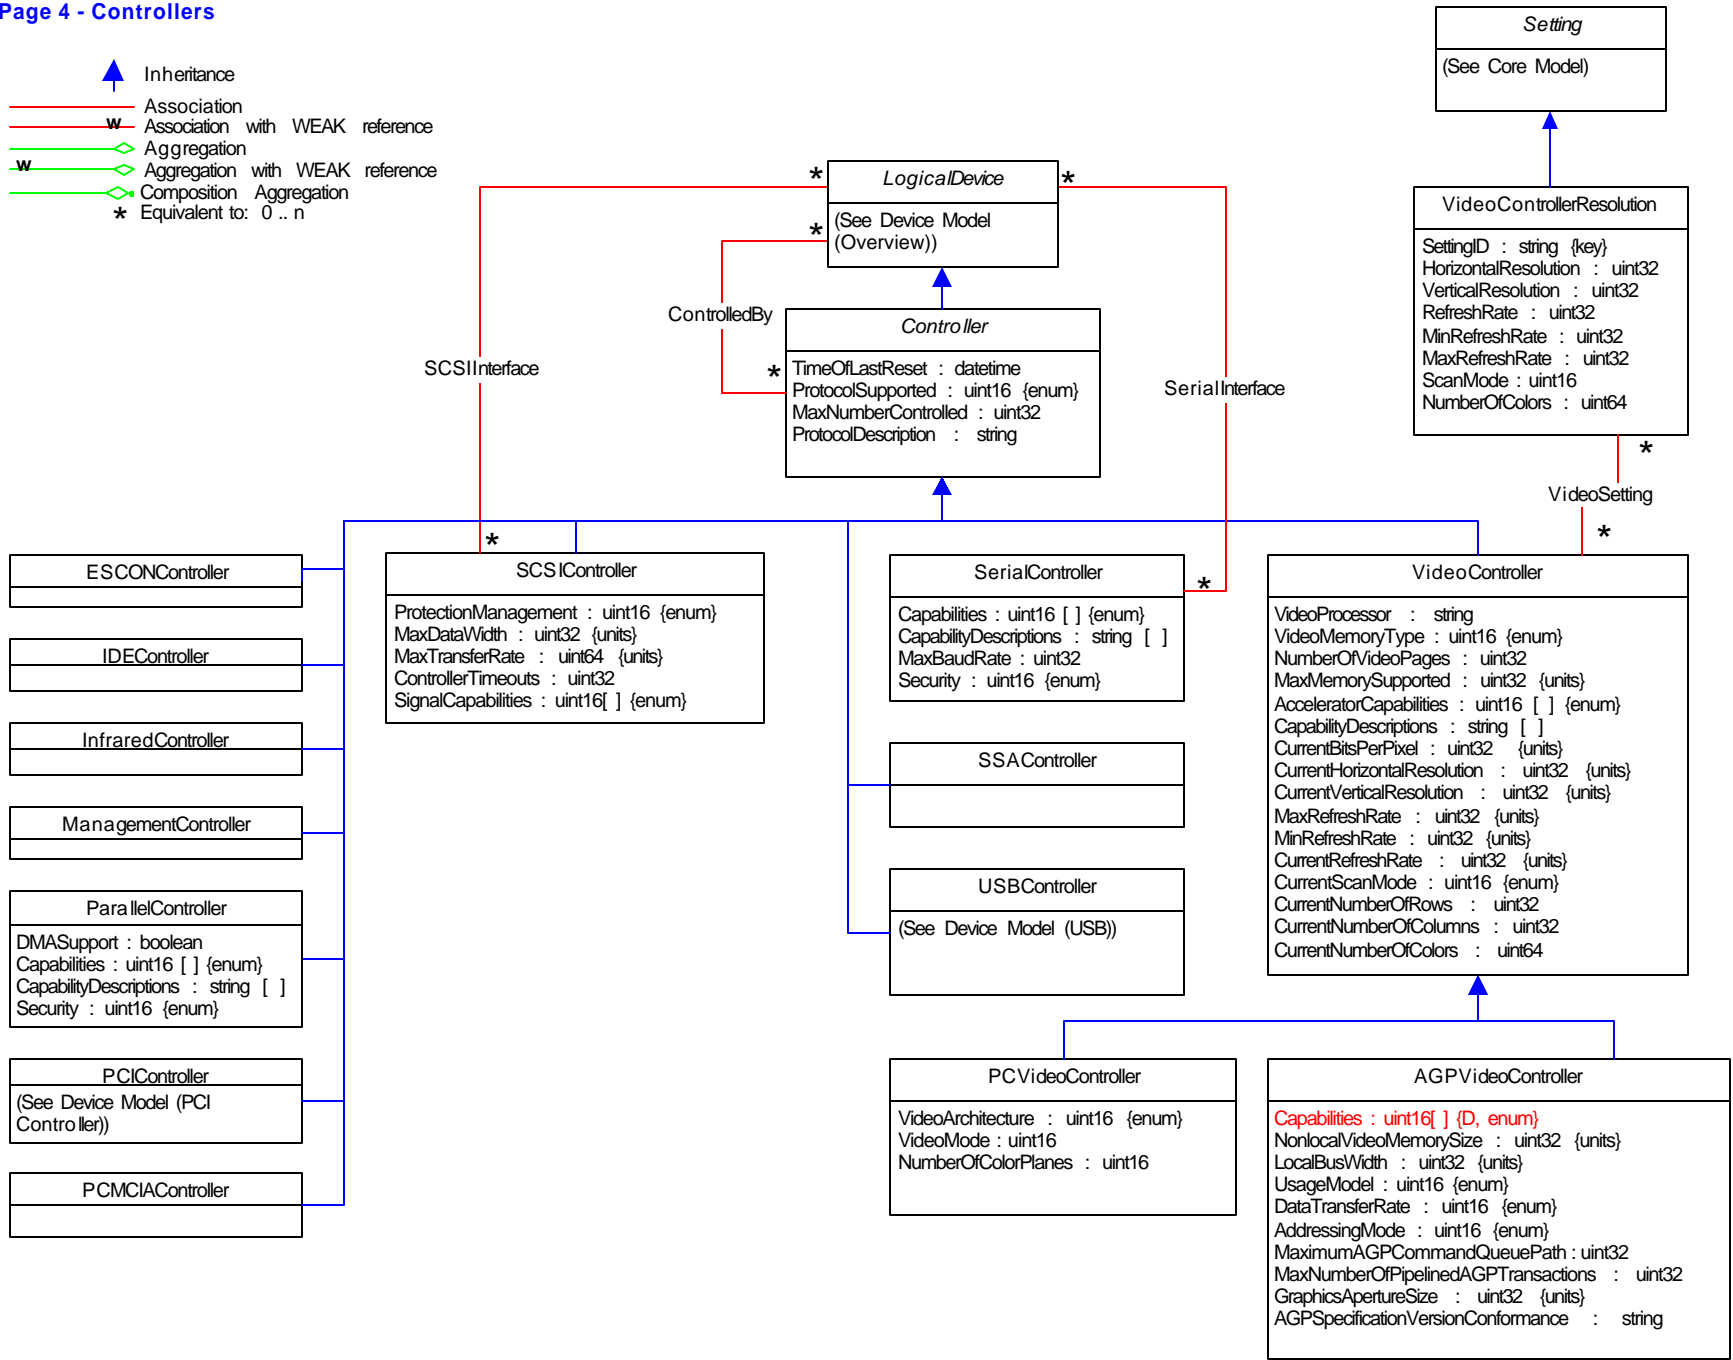 Page 4 - Controllers
Inheritance
Association
w
Association with WEAK reference
Aggregation
w
Aggregation with WEAK reference
Composition Aggregation
* Equivalent to: 0 .. n
Setting
(See Core Model)
VideoControllerResolution
SettingID : string {key}
HorizontalResolution : uint32
VerticalResolution : uint32
RefreshRate : uint32
MinRefreshRate : uint32
MaxRefreshRate : uint32
ScanMode : uint16
NumberOfColors : uint64
*
VideoSetting
*
*
LogicalDevice
*
(See Device Model
(Overview))
*
ControlledBy
*
Controller
TimeOfLastReset : datetime
ProtocolSupported : uint16 {enum}
MaxNumberControlled : uint32
ProtocolDescription : string
SCSIInterface
*
SerialInterface
*
ESCONController
IDEController
InfraredController
ManagementController
ParallelController
DMASupport : boolean
Capabilities : uint16 [ ] {enum}
CapabilityDescriptions : string [ ]
Security : uint16 {enum}
PCIController
(See Device Model (PCI
Controller))
PCMCIAController
SCSIController
ProtectionManagement : uint16 {enum}
MaxDataWidth : uint32 {units}
MaxTransferRate : uint64 {units}
ControllerTimeouts : uint32
SignalCapabilities : uint16[ ] {enum}
SerialController
Capabilities : uint16 [ ] {enum}
CapabilityDescriptions : string [ ]
MaxBaudRate : uint32
Security : uint16 {enum}
SSAController
USBController
(See Device Model (USB))
VideoController
VideoProcessor : string
VideoMemoryType : uint16 {enum}
NumberOfVideoPages : uint32
MaxMemorySupported : uint32 {units}
AcceleratorCapabilities : uint16 [ ] {enum}
CapabilityDescriptions : string [ ]
CurrentBitsPerPixel : uint32 {units}
CurrentHorizontalResolution : uint32 {units}
CurrentVerticalResolution : uint32 {units}
MaxRefreshRate : uint32 {units}
MinRefreshRate : uint32 {units}
CurrentRefreshRate : uint32 {units}
CurrentScanMode : uint16 {enum}
CurrentNumberOfRows : uint32
CurrentNumberOfColumns : uint32
CurrentNumberOfColors : uint64
PCVideoController
VideoArchitecture : uint16 {enum}
VideoMode : uint16
NumberOfColorPlanes : uint16
AGPVideoController
Capabilities : uint16[ ] {D, enum}
NonlocalVideoMemorySize : uint32 {units}
LocalBusWidth : uint32 {units}
UsageModel : uint16 {enum}
DataTransferRate : uint16 {enum}
AddressingMode : uint16 {enum}
MaximumAGPCommandQueuePath : uint32
MaxNumberOfPipelinedAGPTransactions : uint32
GraphicsApertureSize : uint32 {units}
AGPSpecificationVersionConformance : string